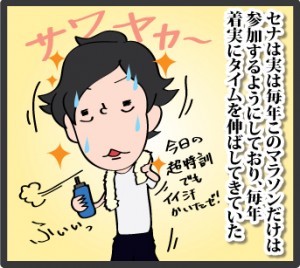 セナは実は毎年このマラソンだけは
参加するようにしており、毎年
着実にタイムを伸ばしてきていた
サワヤカ～
今日の
超特訓
でも
イイ汗
かいたぜ!
ふぃぃっ